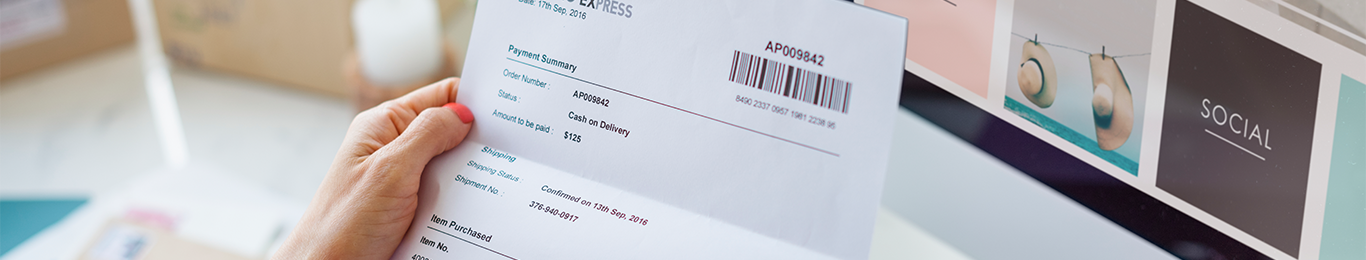 EXPRESS
Date: 17th Sep, 2016
AP009842
8490 2337 0957 1981 2238 95
Payment Summary
Order Number : AP009842
Status : Cash on Delivery
Amount to be paid : $125
Shipping
Shipping Status : Confirmed on 13th Sep, 2016
Shipment No. : 376-940-0917
Item Purchased
Item No.
SOCIAL